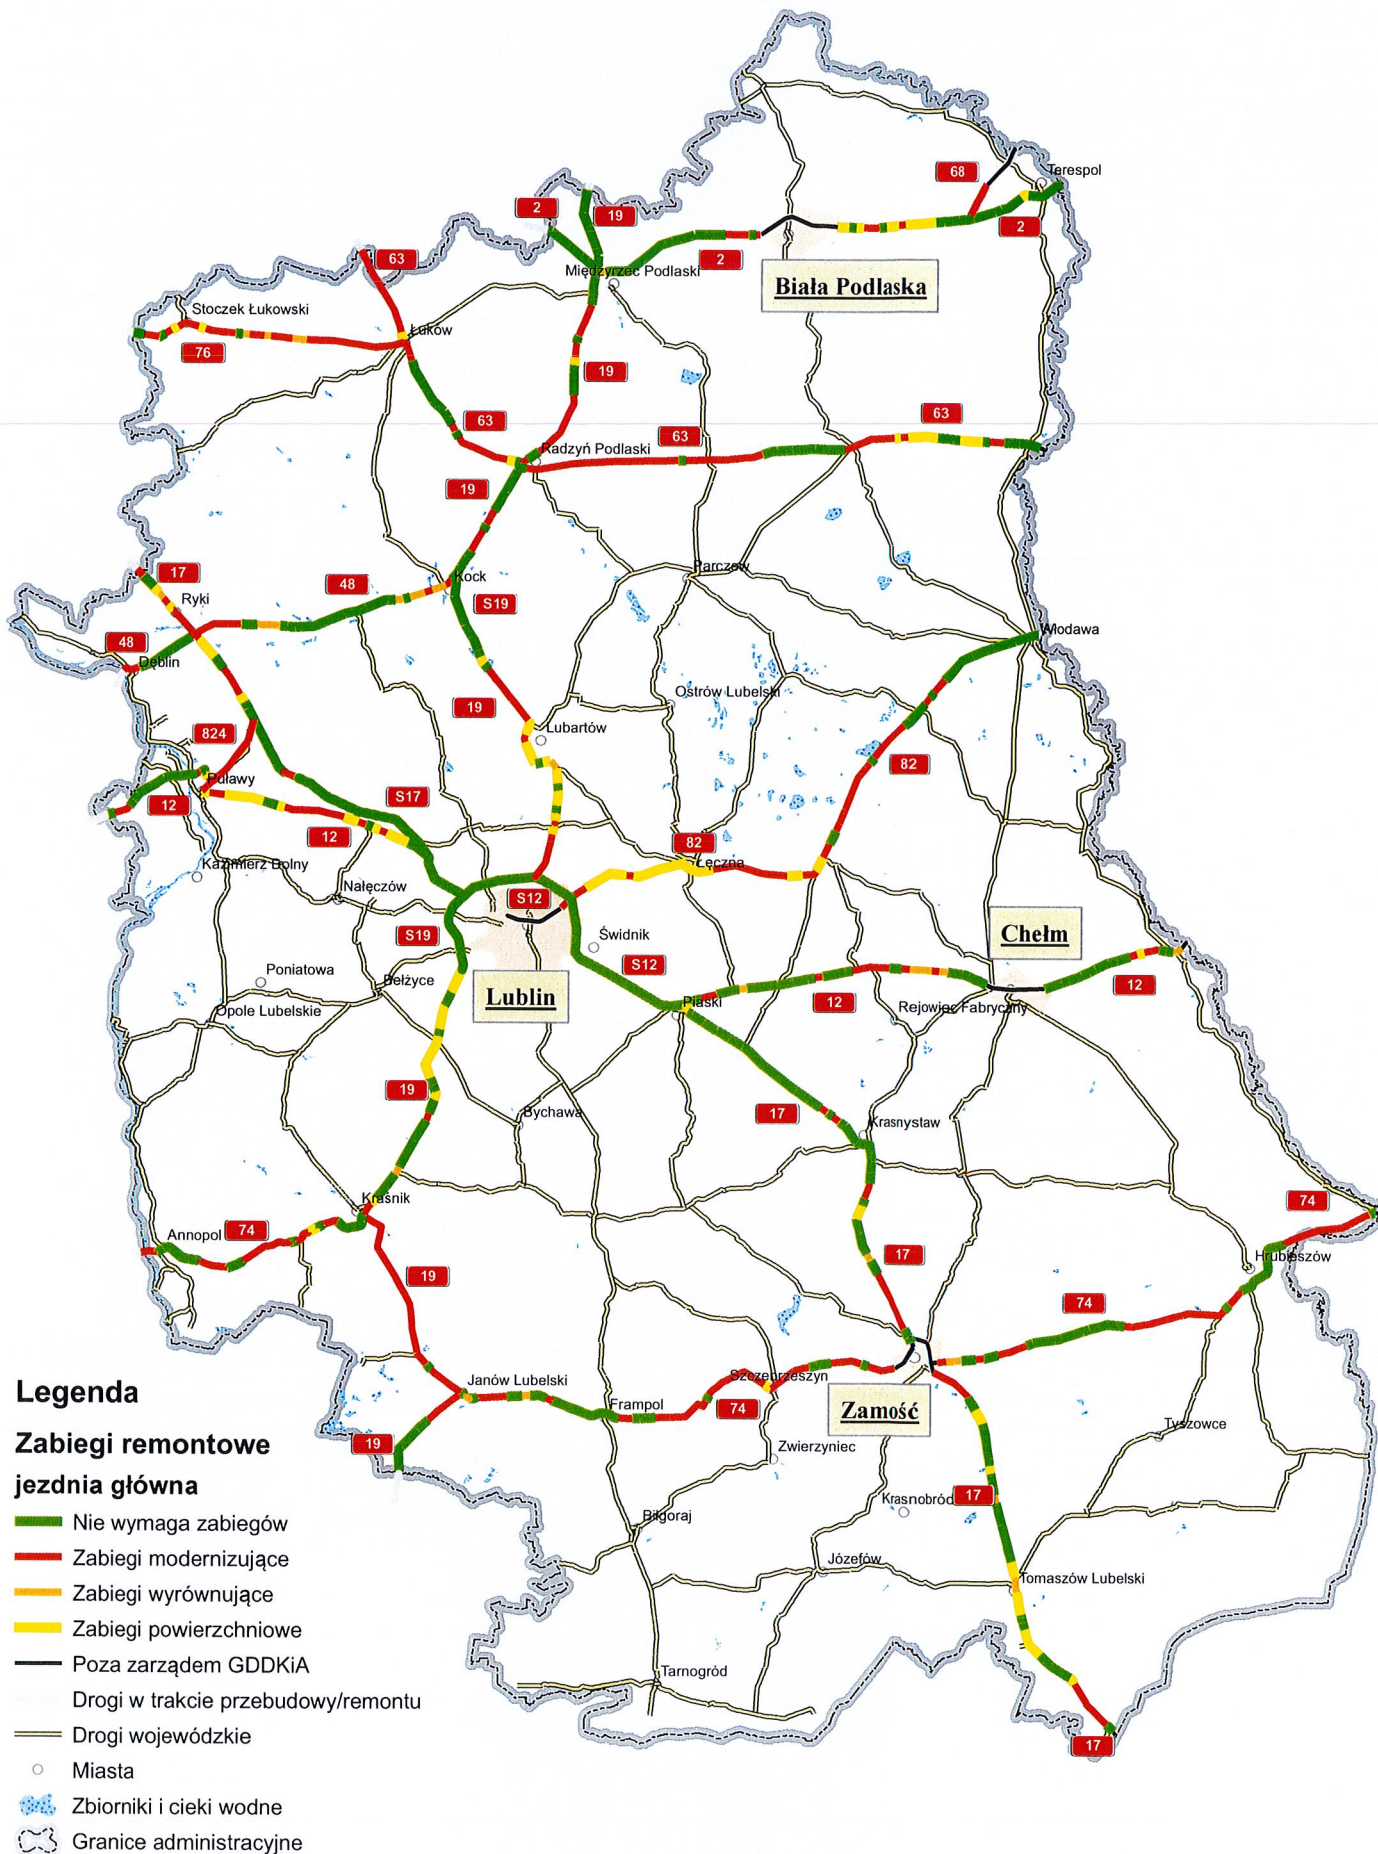 68
Terespol
2
19
2
2
63
Międzyrzec Podlaski
Biała Podlaska
Stoczek Łukowski
Łuków
76
19
63
63
63
Radzyń Podlaski
19
17
48
Kock
Parczew
Ryki
S19
48
Dęblin
Włodawa
Ostrów Lubelski
19
Lubartów
824
82
Puławy
12
S17
12
82
Łęczna
Kazimierz Dolny
Nałęczów
S12
S19
Świdnik
Chełm
S12
Poniatowa
Bełżyce
12
12
Lublin
Piaski
Rejowiec Fabryczny
Opole Lubelskie
19
Bychawa
17
Krasnystaw
Kraśnik
74
74
Annopol
17
Hrubieszów
19
74
Szczebrzeszyn
Janów Lubelski
Frampol
74
Zamość
19
Tyszowce
Zwierzyniec
Krasnobród
17
Biłgoraj
Józefów
Tomaszów Lubelski
Tarnogród
17
Legenda
Zabiegi remontowe
jezdnia główna
Nie wymaga zabiegów
Zabiegi modernizujące
Zabiegi wyrównujące
Zabiegi powierzchniowe
Poza zarządem GDDKiA
Drogi w trakcie przebudowy/remontu
Drogi wojewódzkie
Miasta
Zbiorniki i cieki wodne
Granice administracyjne